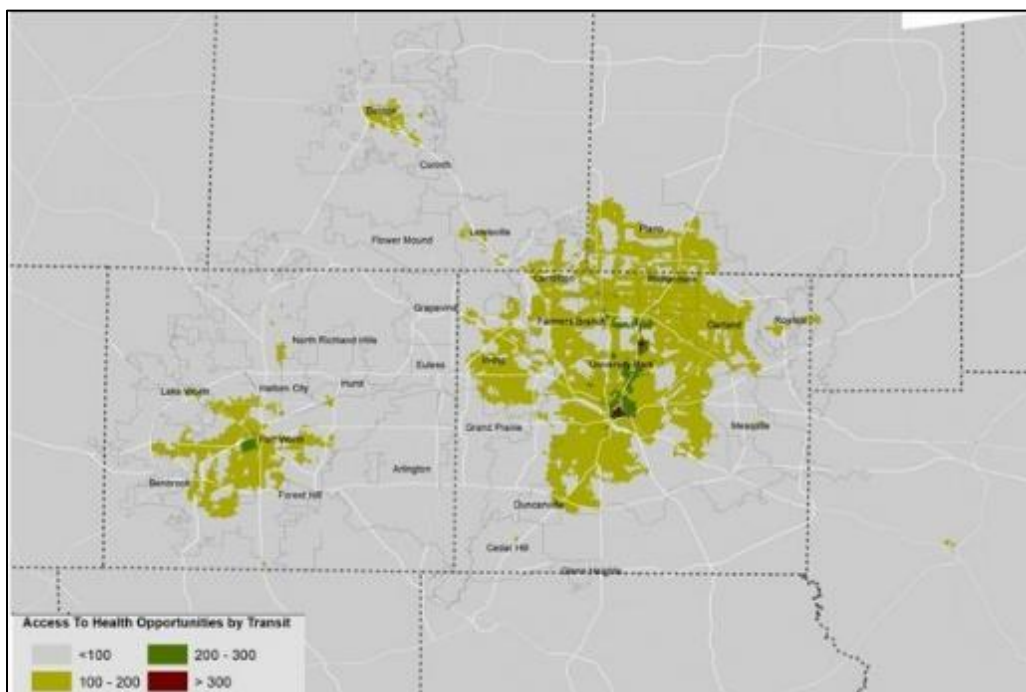 Denton
Corinth
Flower Mound
Lewisville
Plano
Carrollton
Richardson
Grapevine
Farmers Branch
Garland
Rowlett
North Richland Hills
Euless
Irving
University Park
Lake Worth
Haltom City
Hurst
Grand Prairie
Mesquite
Fort Worth
Arlington
Benbrook
Forest Hill
Duncanville
Cedar Hill
Glenn Heights
Access To Health Opportunities by Transit
<100
200 - 300
100 - 200
> 300